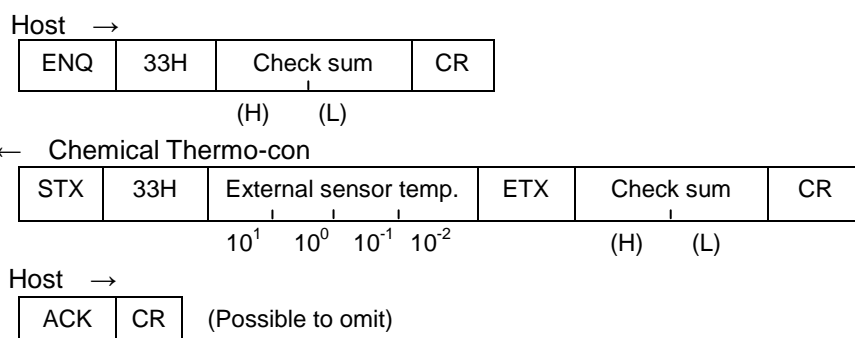 Host →
ENQ 33H Check sum CR
(H) (L)
← Chemical Thermo-con
STX 33H External sensor temp. ETX Check sum CR
10¹ 10⁰ 10⁻¹ 10⁻² (H) (L)
Host →
ACK CR (Possible to omit)